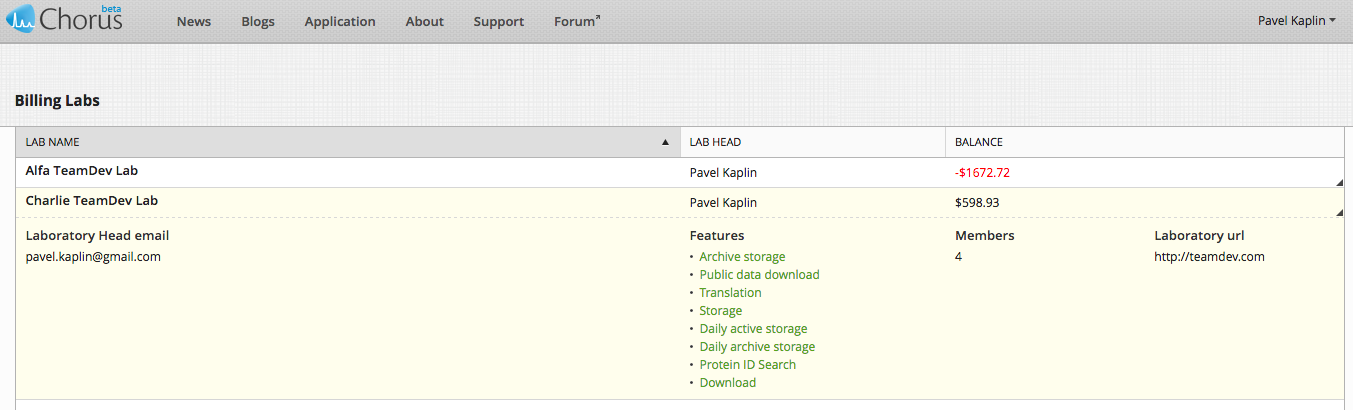 Chorus beta
News Blogs Application About Support Forum Pavel Kaplin
Billing Labs
LAB NAME LAB HEAD BALANCE
Alfa TeamDev Lab Pavel Kaplin -$1672.72
Charlie TeamDev Lab Pavel Kaplin $598.93
Laboratory Head email Features Members Laboratory url
pavel.kaplin@gmail.com • Archive storage 4 http://teamdev.com
• Public data download
• Translation
• Storage
• Daily active storage
• Daily archive storage
• Protein ID Search
• Download